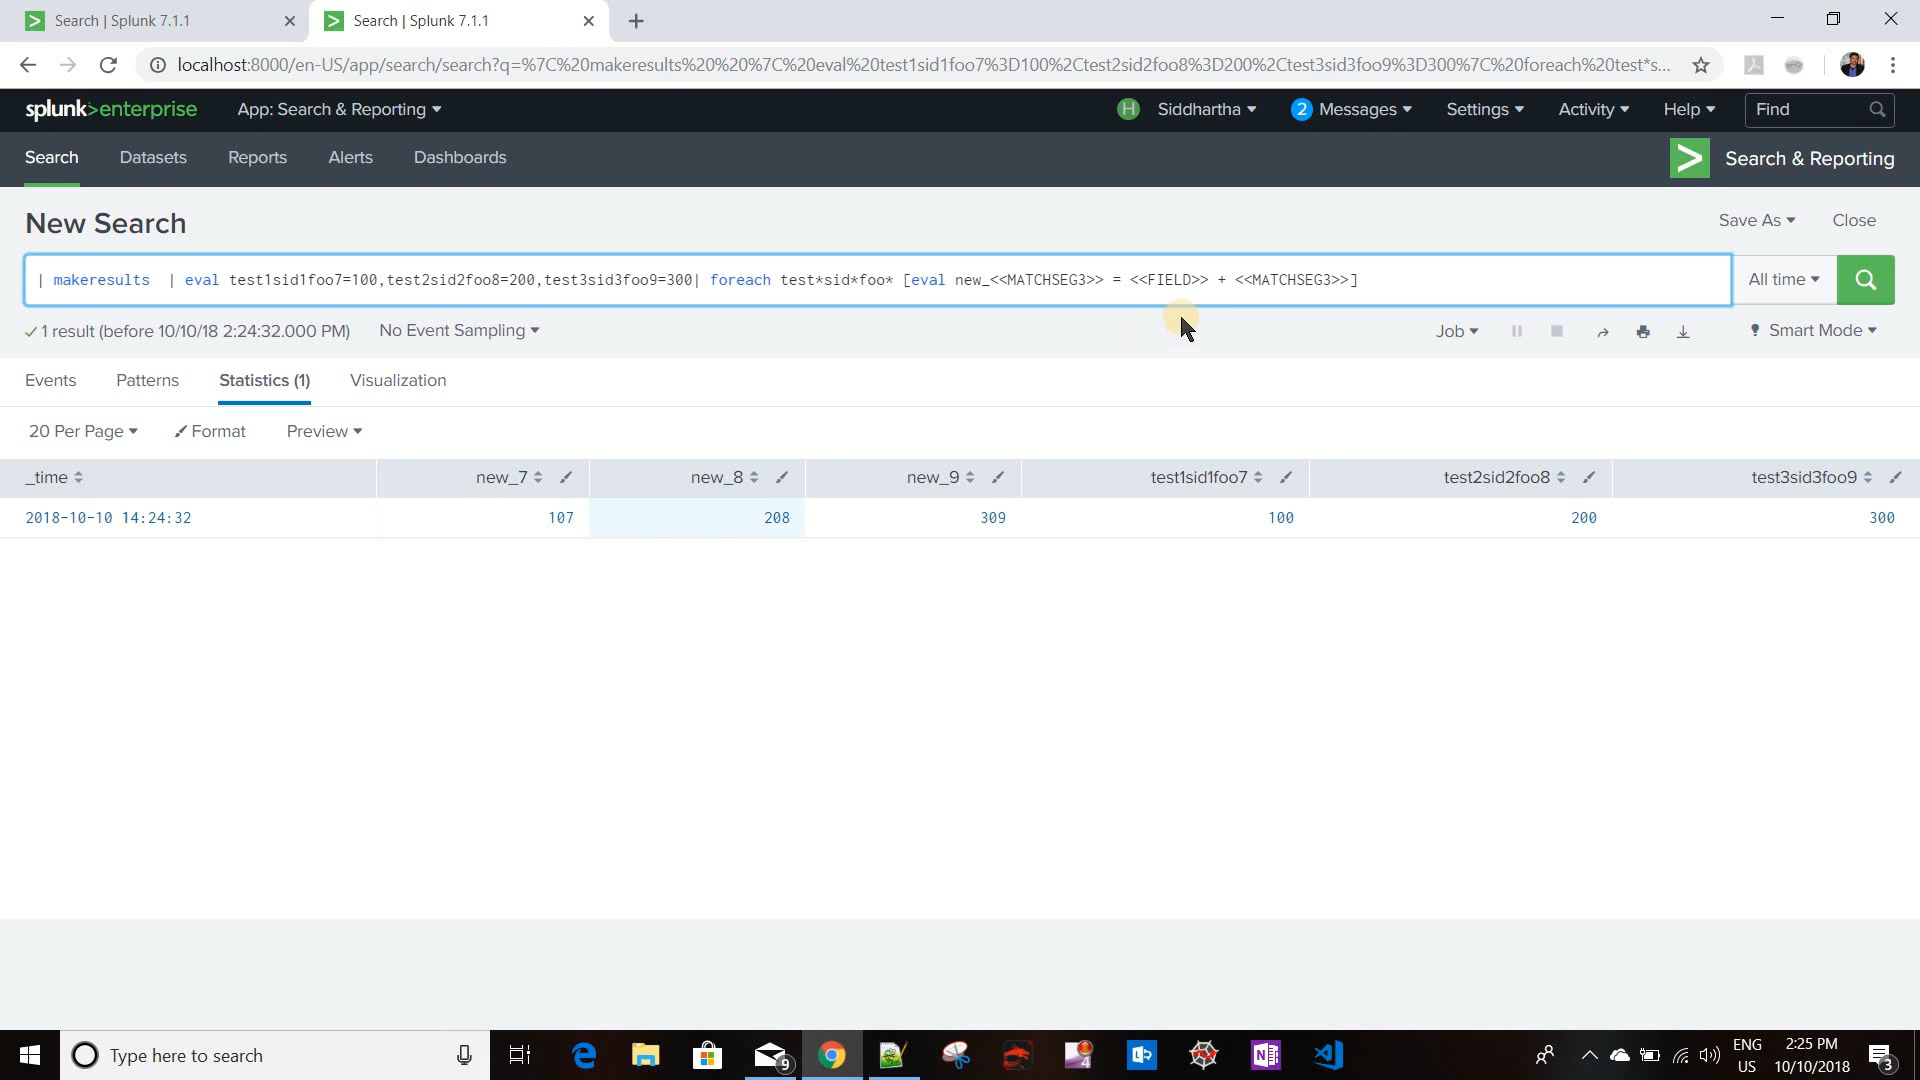 Search | Splunk 7.1.1
Search | Splunk 7.1.1
localhost:8000/en-US/app/search/search?q=%7C%20makeresults%20%20%7C%20eval%20test1sid1foo7%3D100%2Ctest2sid2foo8%3D200%2Ctest3sid3foo9%3D300%7C%20foreach%20test*s...
splunk>enterprise
App: Search & Reporting
H
Siddhartha
2 Messages
Settings
Activity
Help
Find
Search
Datasets
Reports
Alerts
Dashboards
Search & Reporting
New Search
Save As
Close
| makeresults  | eval test1sid1foo7=100,test2sid2foo8=200,test3sid3foo9=300| foreach test*sid*foo* [eval new_<<MATCHSEG3>> = <<FIELD>> + <<MATCHSEG3>>]
All time
1 result (before 10/10/18 2:24:32.000 PM)
No Event Sampling
Job
Smart Mode
Events
Patterns
Statistics (1)
Visualization
20 Per Page
Format
Preview
_time
new_7
new_8
new_9
test1sid1foo7
test2sid2foo8
test3sid3foo9
2018-10-10 14:24:32
107
208
309
100
200
300
Type here to search
9
4
N
ENG
US
2:25 PM
10/10/2018
3